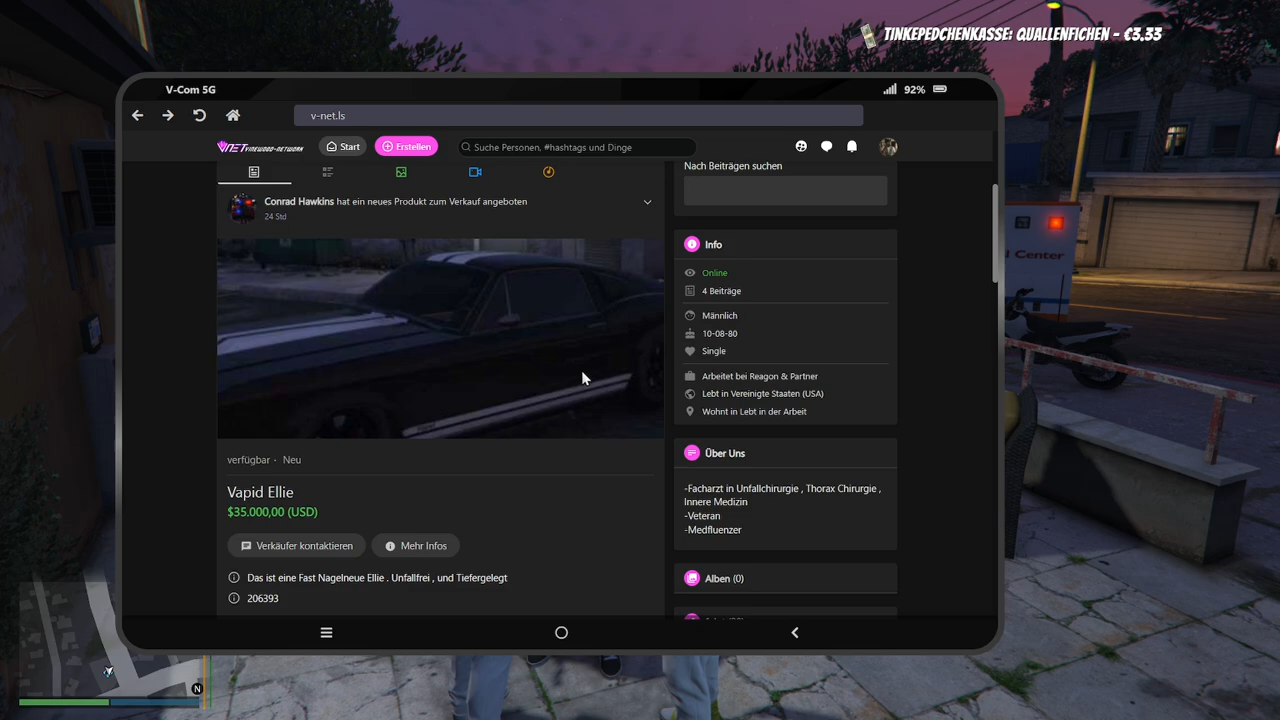 TINKEPEDCHENKASSE: QUALLENFICHEN - €3,33
V-Com 5G
92%
v-net.ls
VNET VINEWOOD-NETWORK
Start
Erstellen
Suche Personen, #hashtags und Dinge
Conrad Hawkins hat ein neues Produkt zum Verkauf angeboten
24 Std
verfügbar · Neu
Vapid Ellie
$35.000,00 (USD)
Verkäufer kontaktieren
Mehr Infos
Das ist eine Fast Nagelneue Ellie . Unfallfrei , und Tiefergelegt
206393
Nach Beiträgen suchen
Info
Online
4 Beiträge
Männlich
10-08-80
Single
Arbeitet bei Reagon & Partner
Lebt in Vereinigte Staaten (USA)
Wohnt in Lebt in der Arbeit
Über Uns
-Facharzt in Unfallchirurgie , Thorax Chirurgie ,
Innere Medizin
-Veteran
-Medfluenzer
Alben (0)
l Center
N